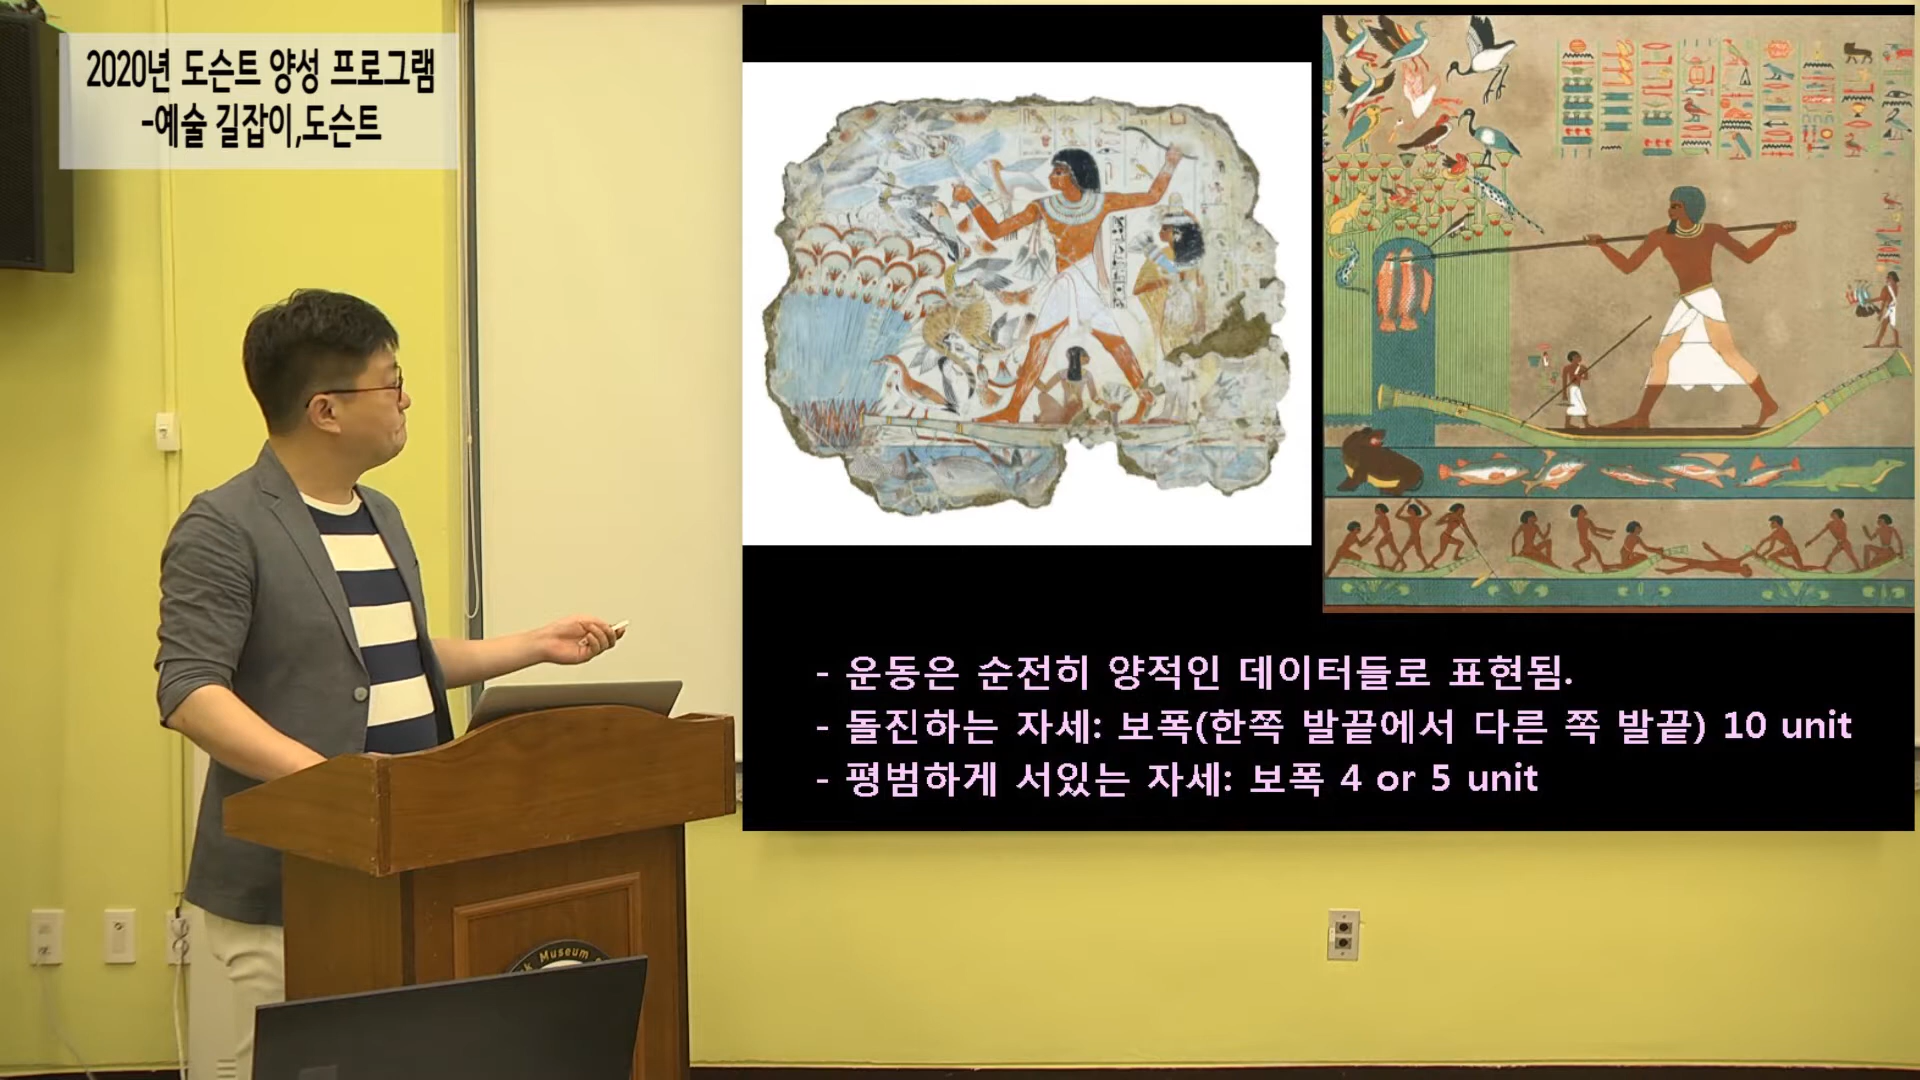 2020년 도슨트 양성 프로그램
-예술 길잡이,도슨트
- 운동은 순전히 양적인 데이터들로 표현됨.
- 돌진하는 자세: 보폭(한쪽 발끝에서 다른 쪽 발끝) 10 unit
- 평범하게 서있는 자세: 보폭 4 or 5 unit
Museum